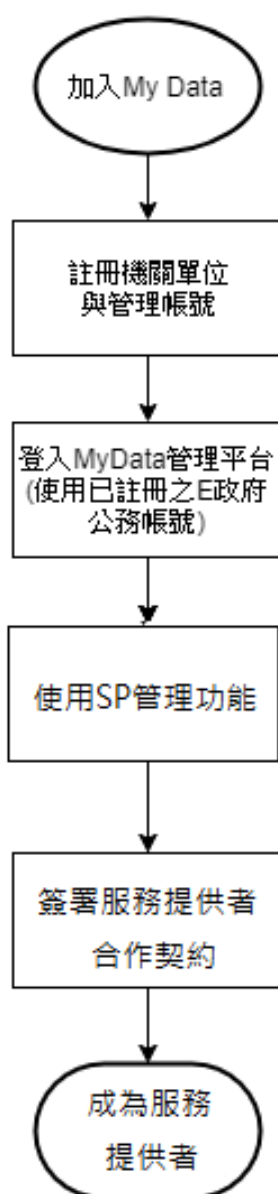 加入My Data
註冊機關單位
與管理帳號
登入MyData管理平台
(使用已註冊之E政府
公務帳號)
使用SP管理功能
簽署服務提供者
合作契約
成為服務
提供者